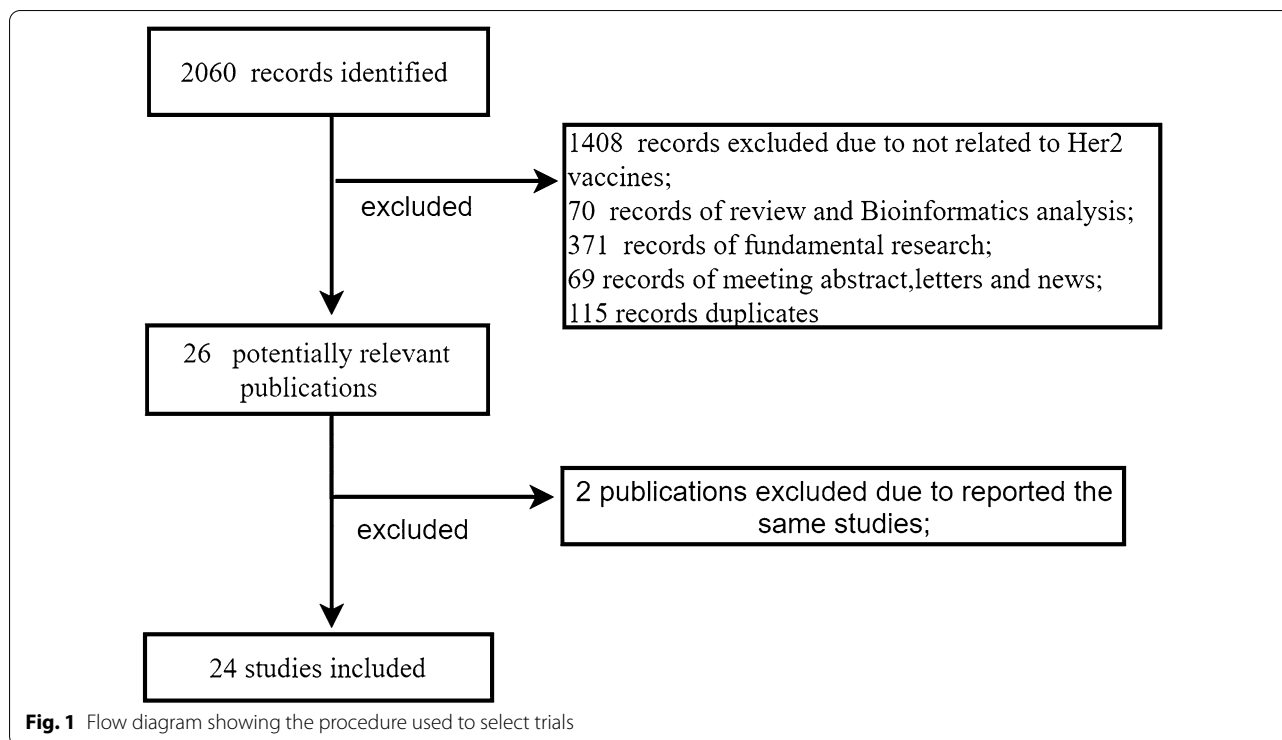 2060 records identified
excluded
1408 records excluded due to not related to Her2
vaccines;
70 records of review and Bioinformatics analysis;
371 records of fundamental research;
69 records of meeting abstract,letters and news;
115 records duplicates
26 potentially relevant
publications
excluded
2 publications excluded due to reported the
same studies;
24 studies included
Fig. 1 Flow diagram showing the procedure used to select trials